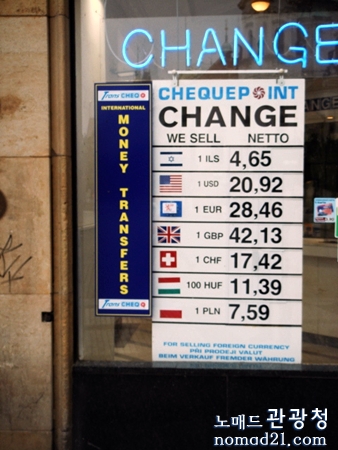 CHANGE
Transfer CHEQ
INTERNATIONAL
MONEY TRANSFERS
Transfer CHEQ
CHEQUEPOINT
CHANGE
WE SELL NETTO
1 ILS 4,65
1 USD 20,92
1 EUR 28,46
1 GBP 42,13
1 CHF 17,42
100 HUF 11,39
1 PLN 7,59
FOR SELLING FOREIGN CURRENCY
PŘI PRODEJI VALUT
BEIM VERKAUF FREMDER WÄHRUNG
노매드 관광청
nomad21.com